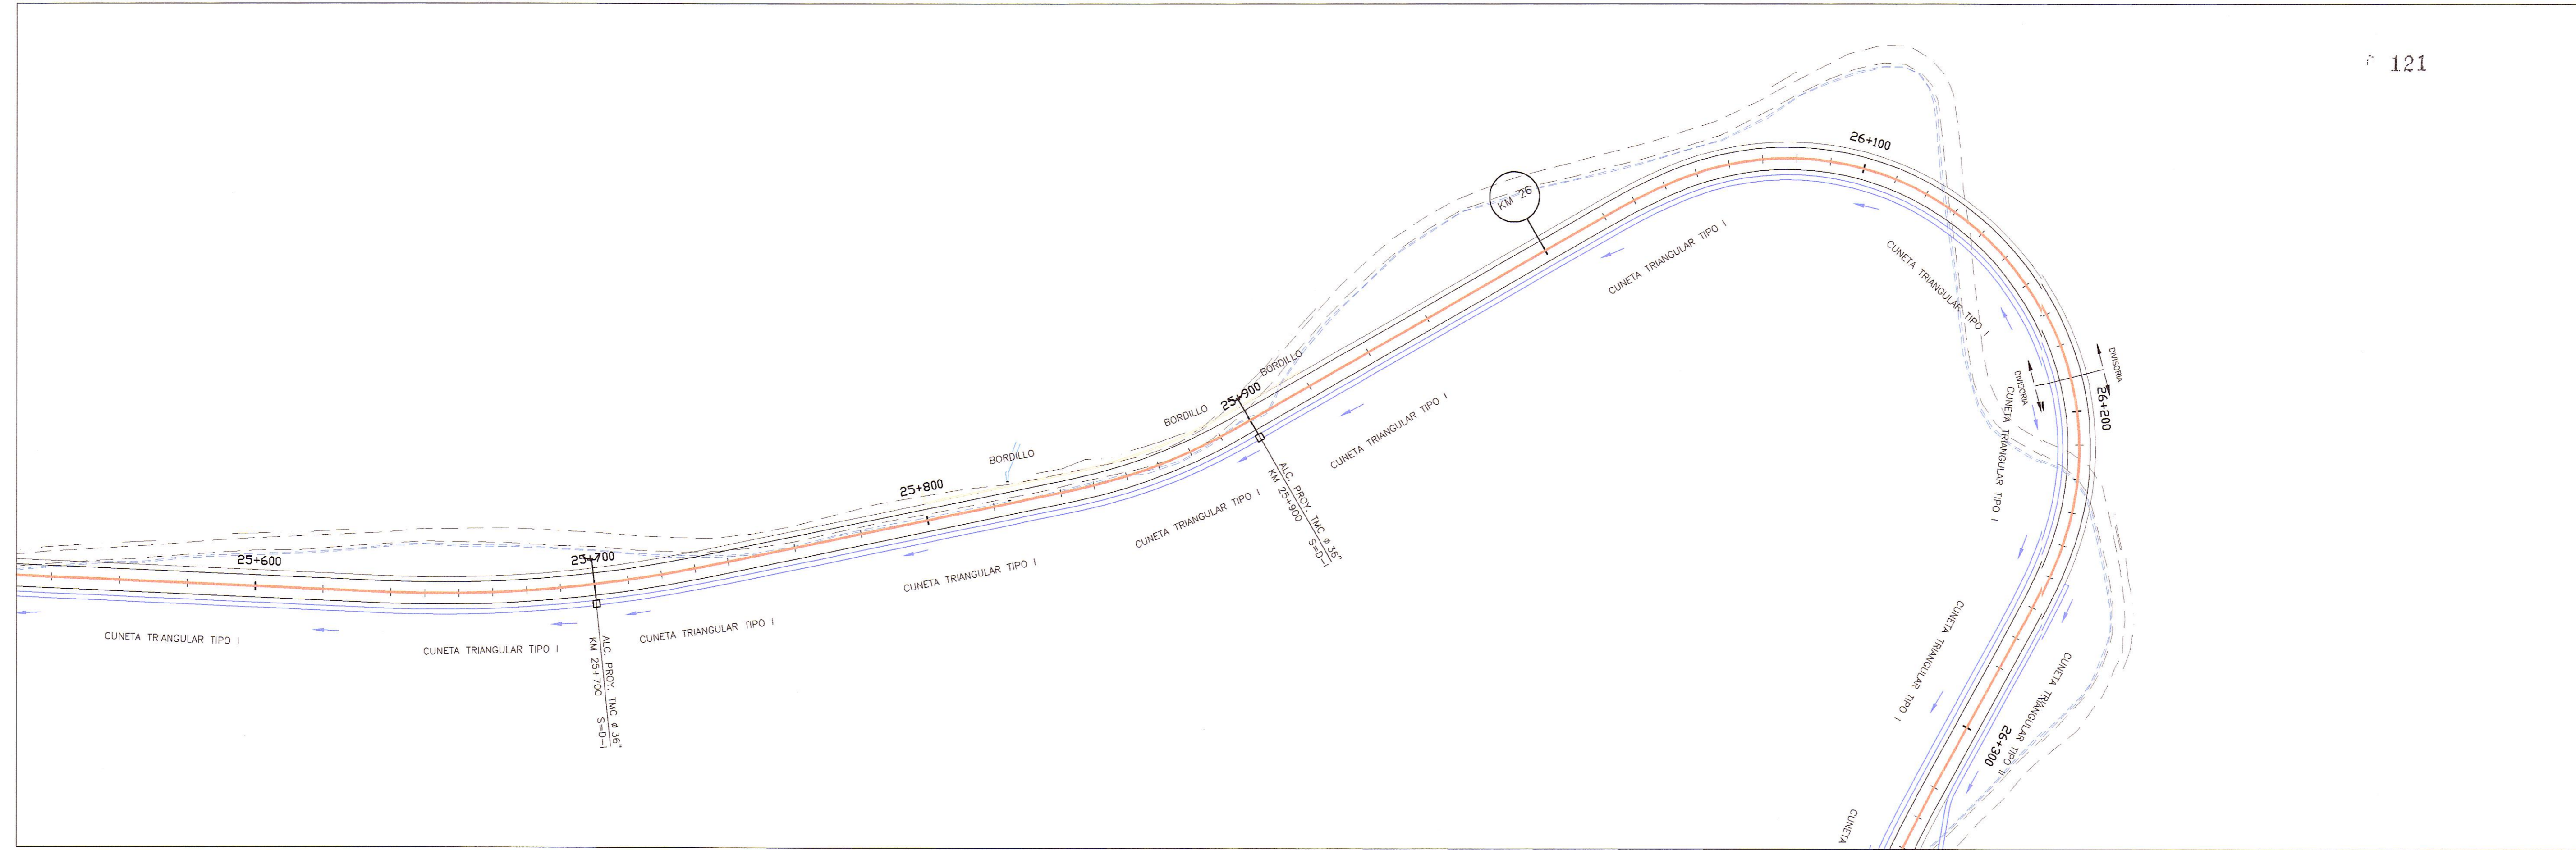 121
26+100
KM 26
CUNETA TRIANGULAR TIPO I
CUNETA TRIANGULAR TIPO I
DIVISORIA
DIVISORIA
26+200
CUNETA TRIANGULAR TIPO I
BORDILLO
25+900
BORDILLO
CUNETA TRIANGULAR TIPO I
BORDILLO
25+800
ALC. PROY. TMC ø 36"
KM 25+900 S=D-I
CUNETA TRIANGULAR TIPO I
25+600
25+700
CUNETA TRIANGULAR TIPO I
CUNETA TRIANGULAR TIPO I
CUNETA TRIANGULAR TIPO I
CUNETA TRIANGULAR TIPO I
ALC. PROY. TMC ø 36"
KM 25+700 S=D-I
CUNETA TRIANGULAR TIPO I
CUNETA TRIANGULAR TIPO II
26+300
CUNETA